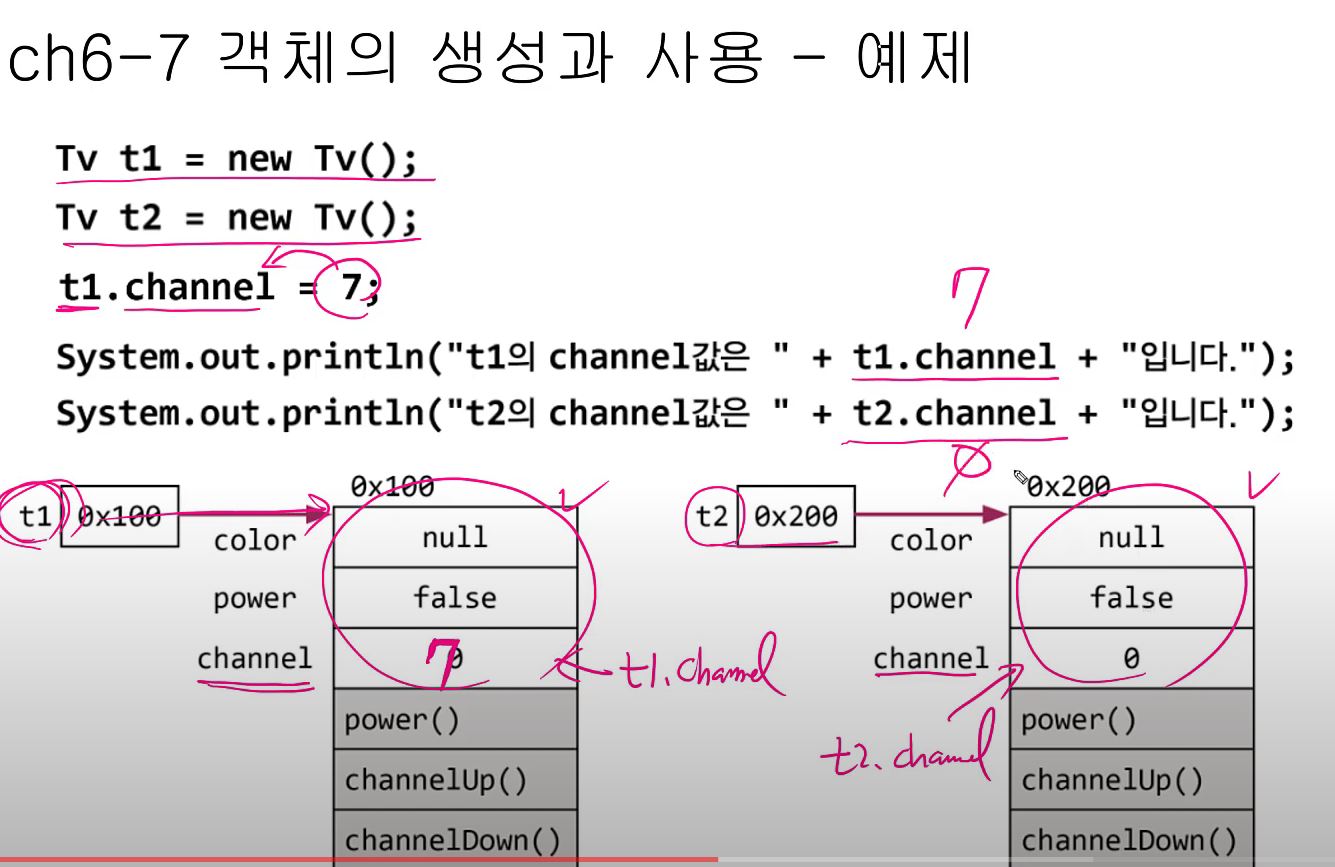 ch6-7 객체의 생성과 사용 - 예제
Tv t1 = new Tv();
Tv t2 = new Tv();
t1.channel = 7;
7
System.out.println("t1의 channel값은 " + t1.channel + "입니다.");
System.out.println("t2의 channel값은 " + t2.channel + "입니다.");
0
0x100
t1 0x100
color null
power false
channel 7 0
t1.channel
power()
channelUp()
channelDown()
0x200
t2 0x200
color null
power false
channel 0
t2.channel
power()
channelUp()
channelDown()